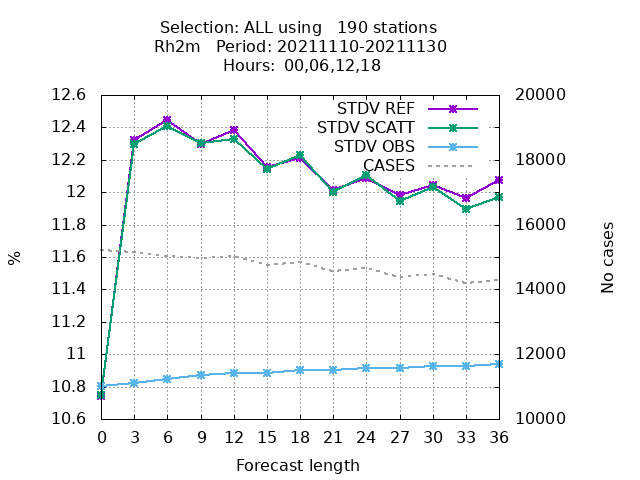 Selection: ALL using   190 stations
Rh2m   Period: 20211110-20211130
Hours:  00,06,12,18
12.6
12.4
12.2
12
11.8
11.6
11.4
11.2
11
10.8
10.6
%
STDV REF
STDV SCATT
STDV OBS
CASES
20000
18000
16000
14000
12000
10000
No cases
0 3 6 9 12 15 18 21 24 27 30 33 36
Forecast length